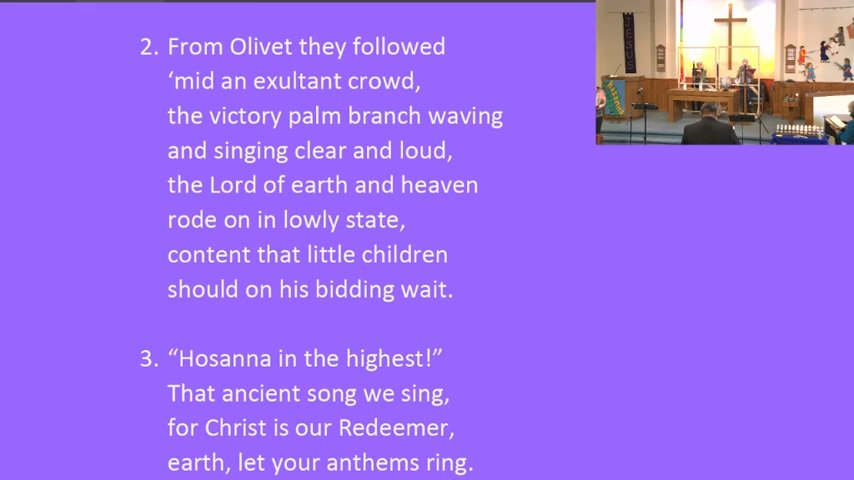 2. From Olivet they followed
‘mid an exultant crowd,
the victory palm branch waving
and singing clear and loud,
the Lord of earth and heaven
rode on in lowly state,
content that little children
should on his bidding wait.
3. “Hosanna in the highest!”
That ancient song we sing,
for Christ is our Redeemer,
earth, let your anthems ring.
JESUS